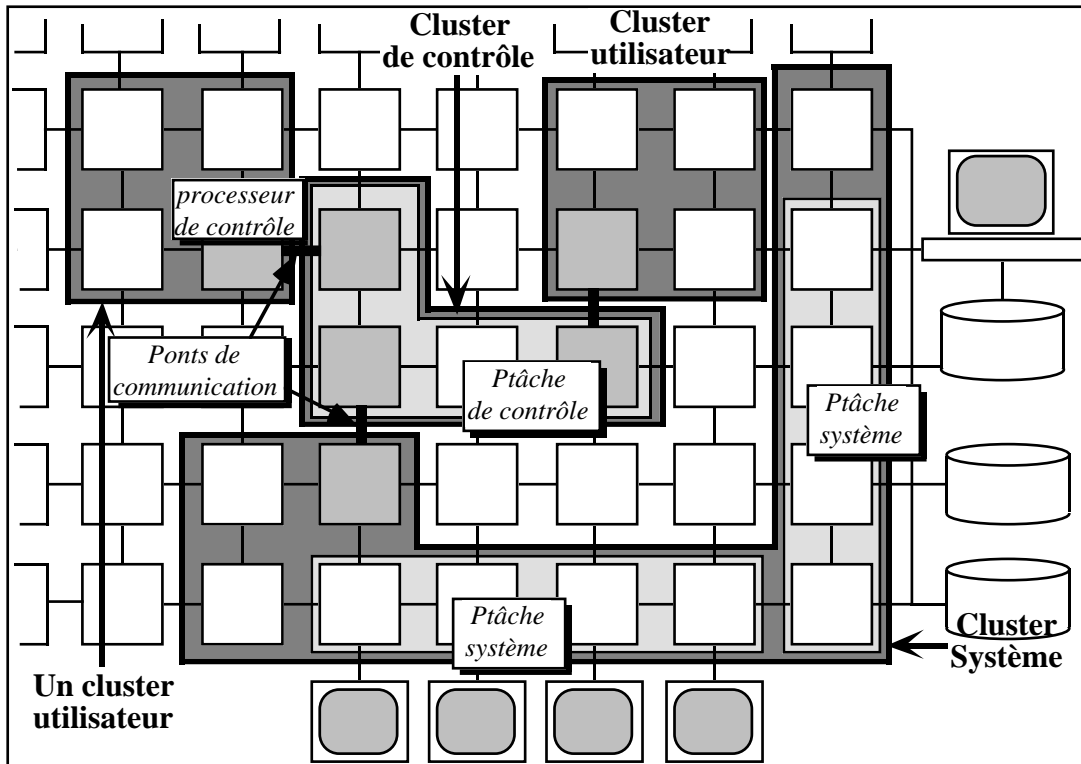 Cluster
de contrôle
Cluster
utilisateur
processeur
de contrôle
Ponts de
communication
Ptâche
de contrôle
Ptâche
système
Ptâche
système
Cluster
Système
Un cluster
utilisateur